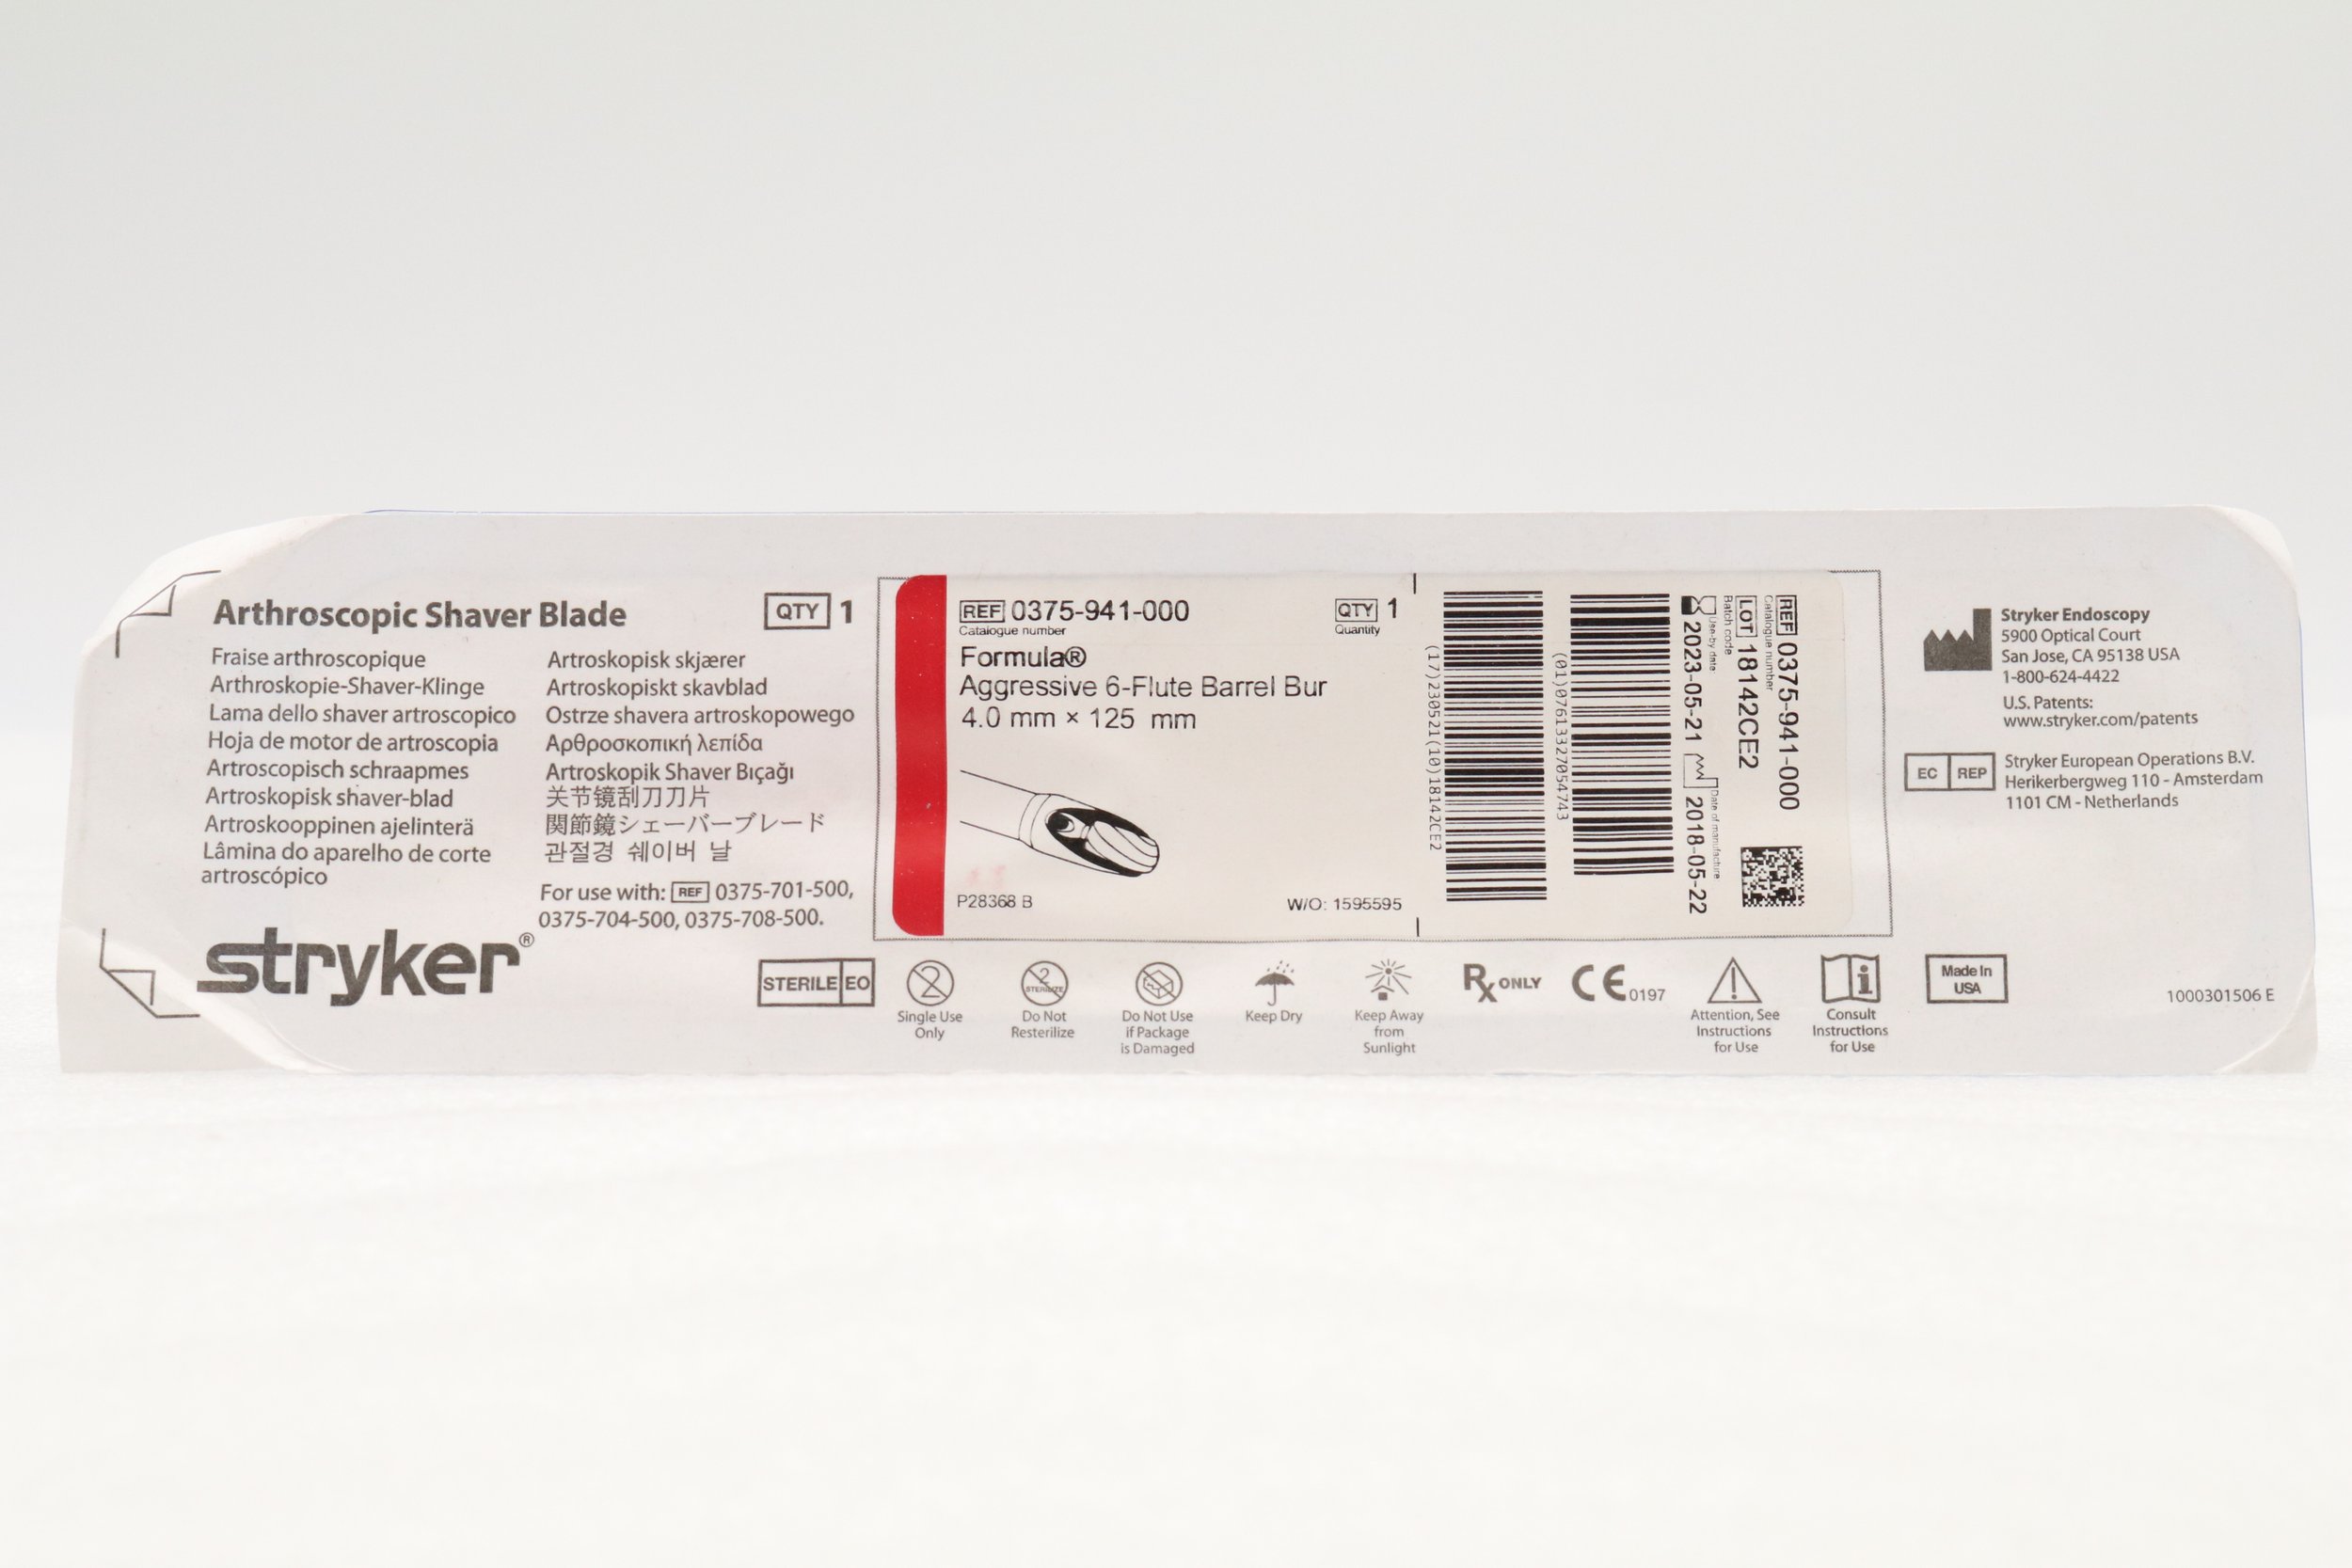 Arthroscopic Shaver Blade
QTY 1
Fraise arthroscopique
Arthroskopie-Shaver-Klinge
Lama dello shaver artroscopico
Hoja de motor de artroscopia
Artroscopisch schraapmes
Artroskopisk shaver-blad
Artroskooppinen ajelinterä
Lâmina do aparelho de corte
artroscópico
Artroskopisk skjærer
Artroskopiskt skavblad
Ostrze shavera artroskopowego
Αρθροσκοπική λεπίδα
Artroskopik Shaver Bıçağı
关节镜刮刀刀片
関節鏡シェーバーブレード
관절경 쉐이버 날
For use with: REF 0375-701-500,
0375-704-500, 0375-708-500.
stryker®
REF 0375-941-000
Catalogue number
QTY 1
Quantity
Formula®
Aggressive 6-Flute Barrel Bur
4.0 mm × 125 mm
P28368 B
W/O: 1595595
(17)230521(10)18142CE2
(01)07613327054743
REF 0375-941-000
Catalogue number
LOT 18142CE2
Batch code
2023-05-21
Use-by date
2018-05-22
Date of manufacture
Stryker Endoscopy
5900 Optical Court
San Jose, CA 95138 USA
1-800-624-4422
U.S. Patents:
www.stryker.com/patents
EC REP
Stryker European Operations B.V.
Herikerbergweg 110 - Amsterdam
1101 CM - Netherlands
STERILE EO
2
Single Use
Only
2
STERILIZE
Do Not
Resterilize
Do Not Use
if Package
is Damaged
Keep Dry
Keep Away
from
Sunlight
Rx ONLY
CE 0197
Attention, See
Instructions
for Use
i
Consult
Instructions
for Use
Made In
USA
1000301506 E